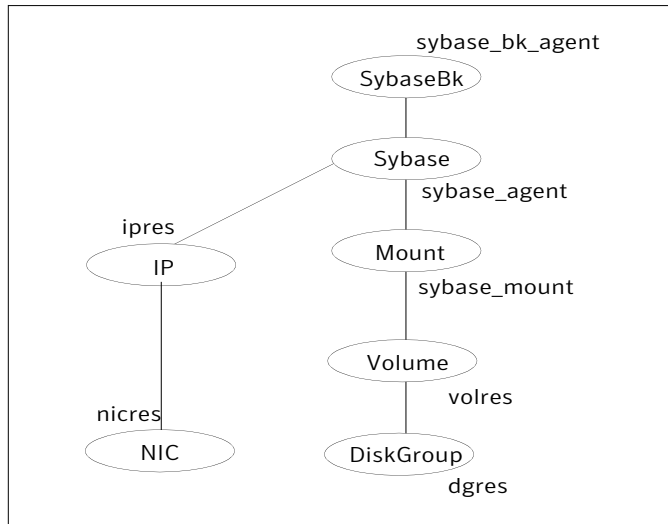 sybase_bk_agent
SybaseBk
Sybase
sybase_agent
ipres
IP
Mount
sybase_mount
Volume
volres
nicres
NIC
DiskGroup
dgres